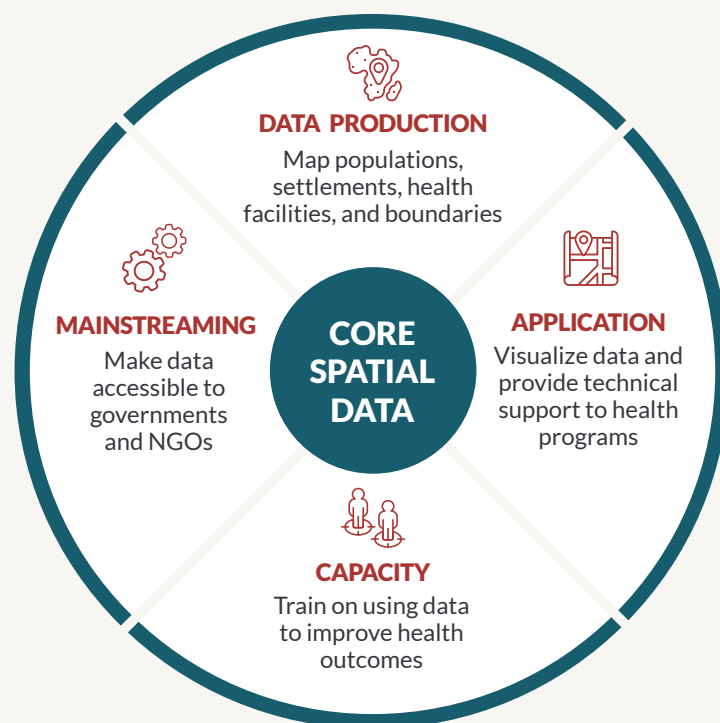 DATA PRODUCTION
Map populations,
settlements, health
facilities, and boundaries
MAINSTREAMING
Make data
accessible to
governments
and NGOs
CORE
SPATIAL
DATA
APPLICATION
Visualize data and
provide technical
support to health
programs
CAPACITY
Train on using data
to improve health
outcomes